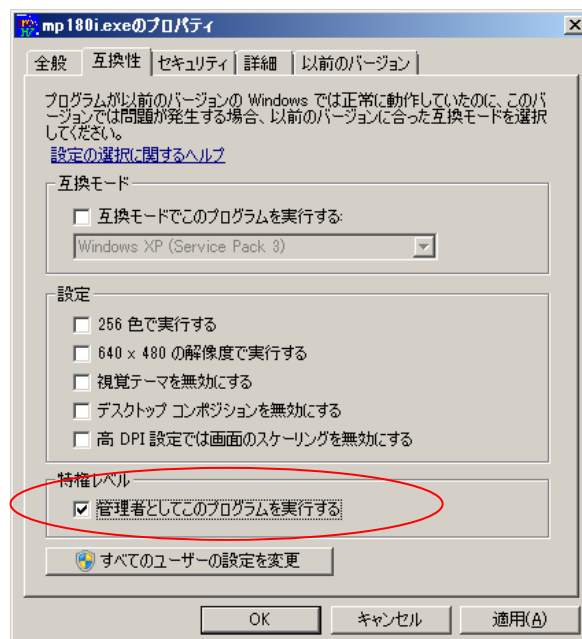 mp180i.exeのプロパティ
全般 互換性 セキュリティ 詳細 以前のバージョン
プログラムが以前のバージョンの Windows では正常に動作していたのに、このバ
ージョンでは問題が発生する場合、以前のバージョンに合った互換モードを選択
してください。
設定の選択に関するヘルプ
互換モード
互換モードでこのプログラムを実行する:
Windows XP (Service Pack 3)
設定
256 色で実行する
640 x 480 の解像度で実行する
視覚テーマを無効にする
デスクトップ コンポジションを無効にする
高 DPI 設定では画面のスケーリングを無効にする
特権レベル
管理者としてこのプログラムを実行する
すべてのユーザーの設定を変更
OK キャンセル 適用(A)